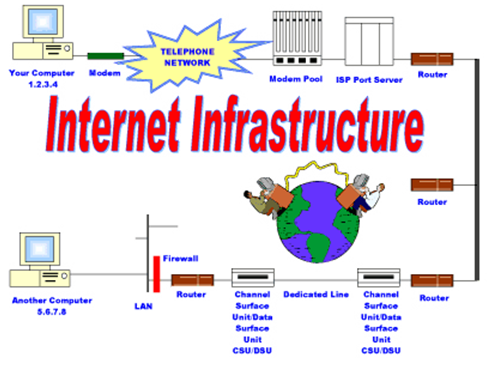 TELEPHONE
NETWORK
Your Computer
1.2.3.4
Modem
Modem Pool
ISP Port Server
Router
Internet Infrastructure
Router
Firewall
Another Computer
5.6.7.8
LAN
Router
Channel
Surface
Unit/Data
Surface
Unit
CSU/DSU
Dedicated Line
Channel
Surface
Unit/Data
Surface
Unit
CSU/DSU
Router